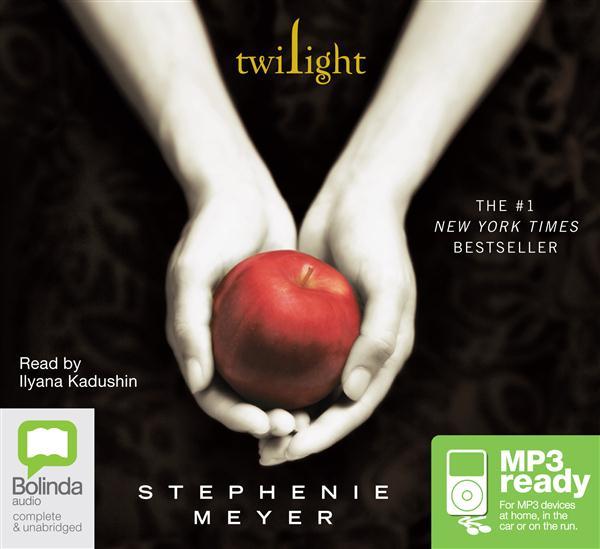 twilight
THE #1
NEW YORK TIMES
BESTSELLER
Read by
Ilyana Kadushin
Bolinda
audio
complete
& unabridged
STEPHENIE
MEYER
MP3
ready
For MP3 devices
at home, in the
car or on the run.